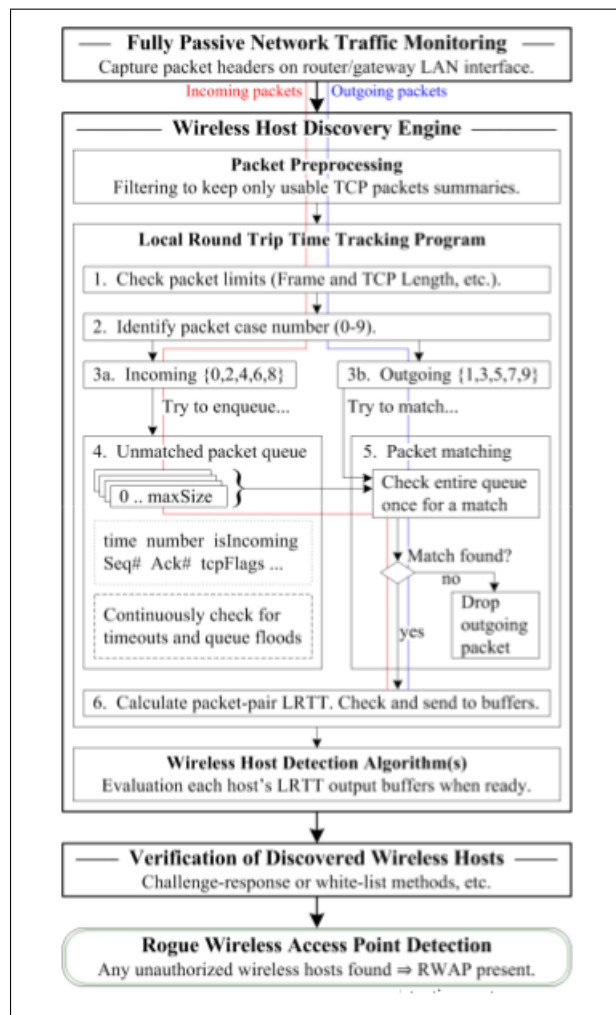 Fully Passive Network Traffic Monitoring
Capture packet headers on router/gateway LAN interface.
Incoming packets Outgoing packets
Wireless Host Discovery Engine
Packet Preprocessing
Filtering to keep only usable TCP packets summaries.
Local Round Trip Time Tracking Program
1. Check packet limits (Frame and TCP Length, etc.).
2. Identify packet case number (0-9).
3a. Incoming {0,2,4,6,8}
3b. Outgoing {1,3,5,7,9}
Try to enqueue...
Try to match...
4. Unmatched packet queue
0 .. maxSize
time number isIncoming
Seq# Ack# tcpFlags ...
Continuously check for
timeouts and queue floods
5. Packet matching
Check entire queue
once for a match
Match found?
no
yes
Drop
outgoing
packet
6. Calculate packet-pair LRTT. Check and send to buffers.
Wireless Host Detection Algorithm(s)
Evaluation each host's LRTT output buffers when ready.
Verification of Discovered Wireless Hosts
Challenge-response or white-list methods, etc.
Rogue Wireless Access Point Detection
Any unauthorized wireless hosts found ⇒ RWAP present.